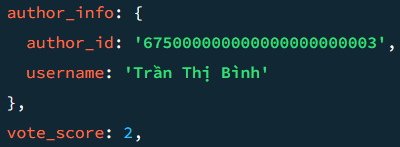 author_info: {
  author_id: '675000000000000000000003',
  username: 'Trần Thị Bình'
},
vote_score: 2,